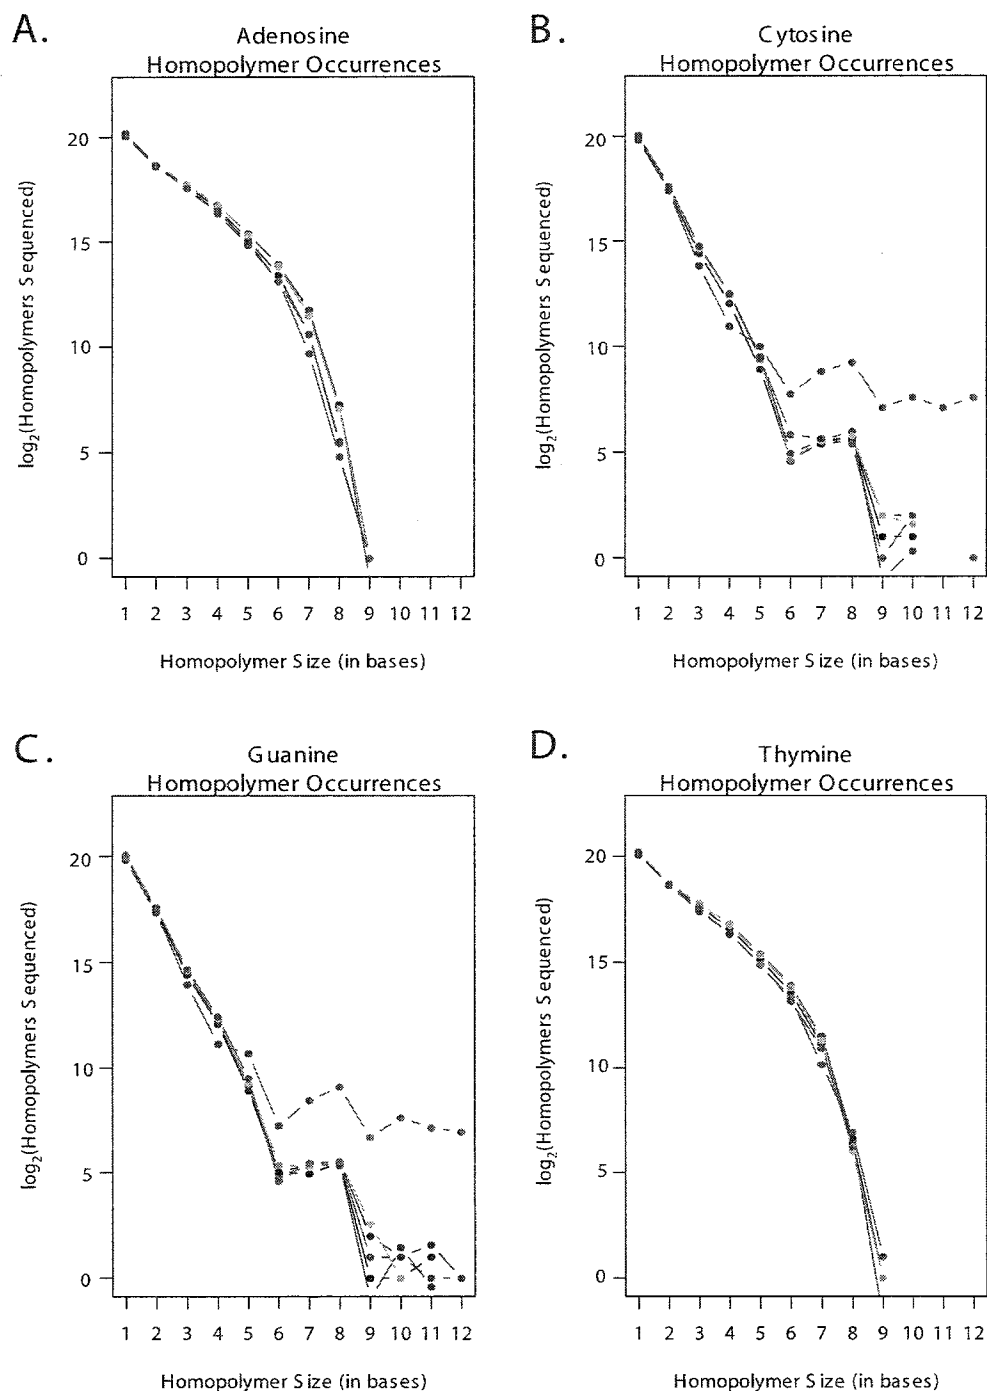 A.
Adenosine
Homopolymer Occurrences
log2(Homopolymers Sequenced)
20
15
10
5
0
1 2 3 4 5 6 7 8 9 10 11 12
Homopolymer Size (in bases)
B.
Cytosine
Homopolymer Occurrences
log2(Homopolymers Sequenced)
20
15
10
5
0
1 2 3 4 5 6 7 8 9 10 11 12
Homopolymer Size (in bases)
C.
Guanine
Homopolymer Occurrences
log2(Homopolymers Sequenced)
20
15
10
5
0
1 2 3 4 5 6 7 8 9 10 11 12
Homopolymer Size (in bases)
D.
Thymine
Homopolymer Occurrences
log2(Homopolymers Sequenced)
20
15
10
5
0
1 2 3 4 5 6 7 8 9 10 11 12
Homopolymer Size (in bases)